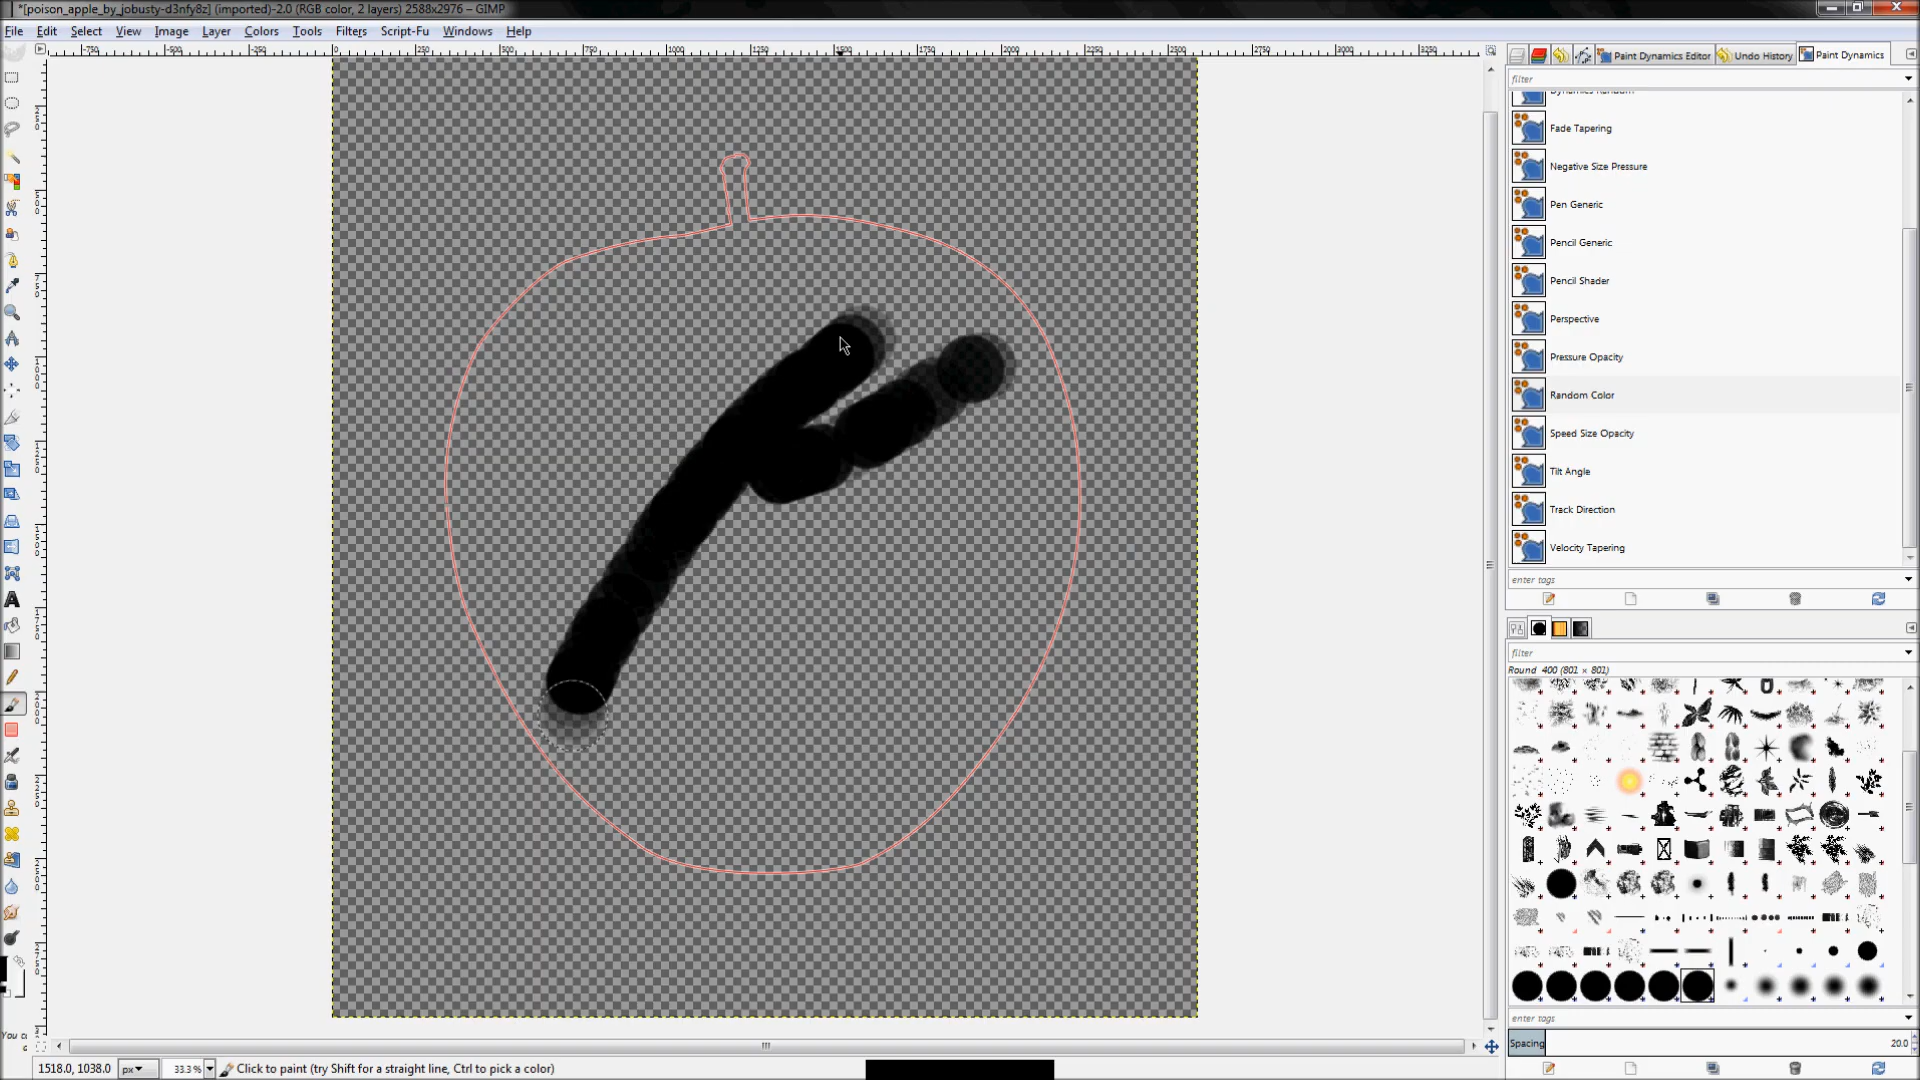 *[poison_apple_by_jobusty-d3nfy8z] (imported)-2.0 (RGB color, 2 layers) 2588x2976 – GIMP
File Edit Select View Image Layer Colors Tools Filters Script-Fu Windows Help
Paint Dynamics Editor Undo History Paint Dynamics
filter
Dynamics Random
Fade Tapering
Negative Size Pressure
Pen Generic
Pencil Generic
Pencil Shader
Perspective
Pressure Opacity
Random Color
Speed Size Opacity
Tilt Angle
Track Direction
Velocity Tapering
enter tags
filter
Round 400 (801 × 801)
enter tags
Spacing 20.0
You c
1518.0, 1038.0 px 33.3 % Click to paint (try Shift for a straight line, Ctrl to pick a color)